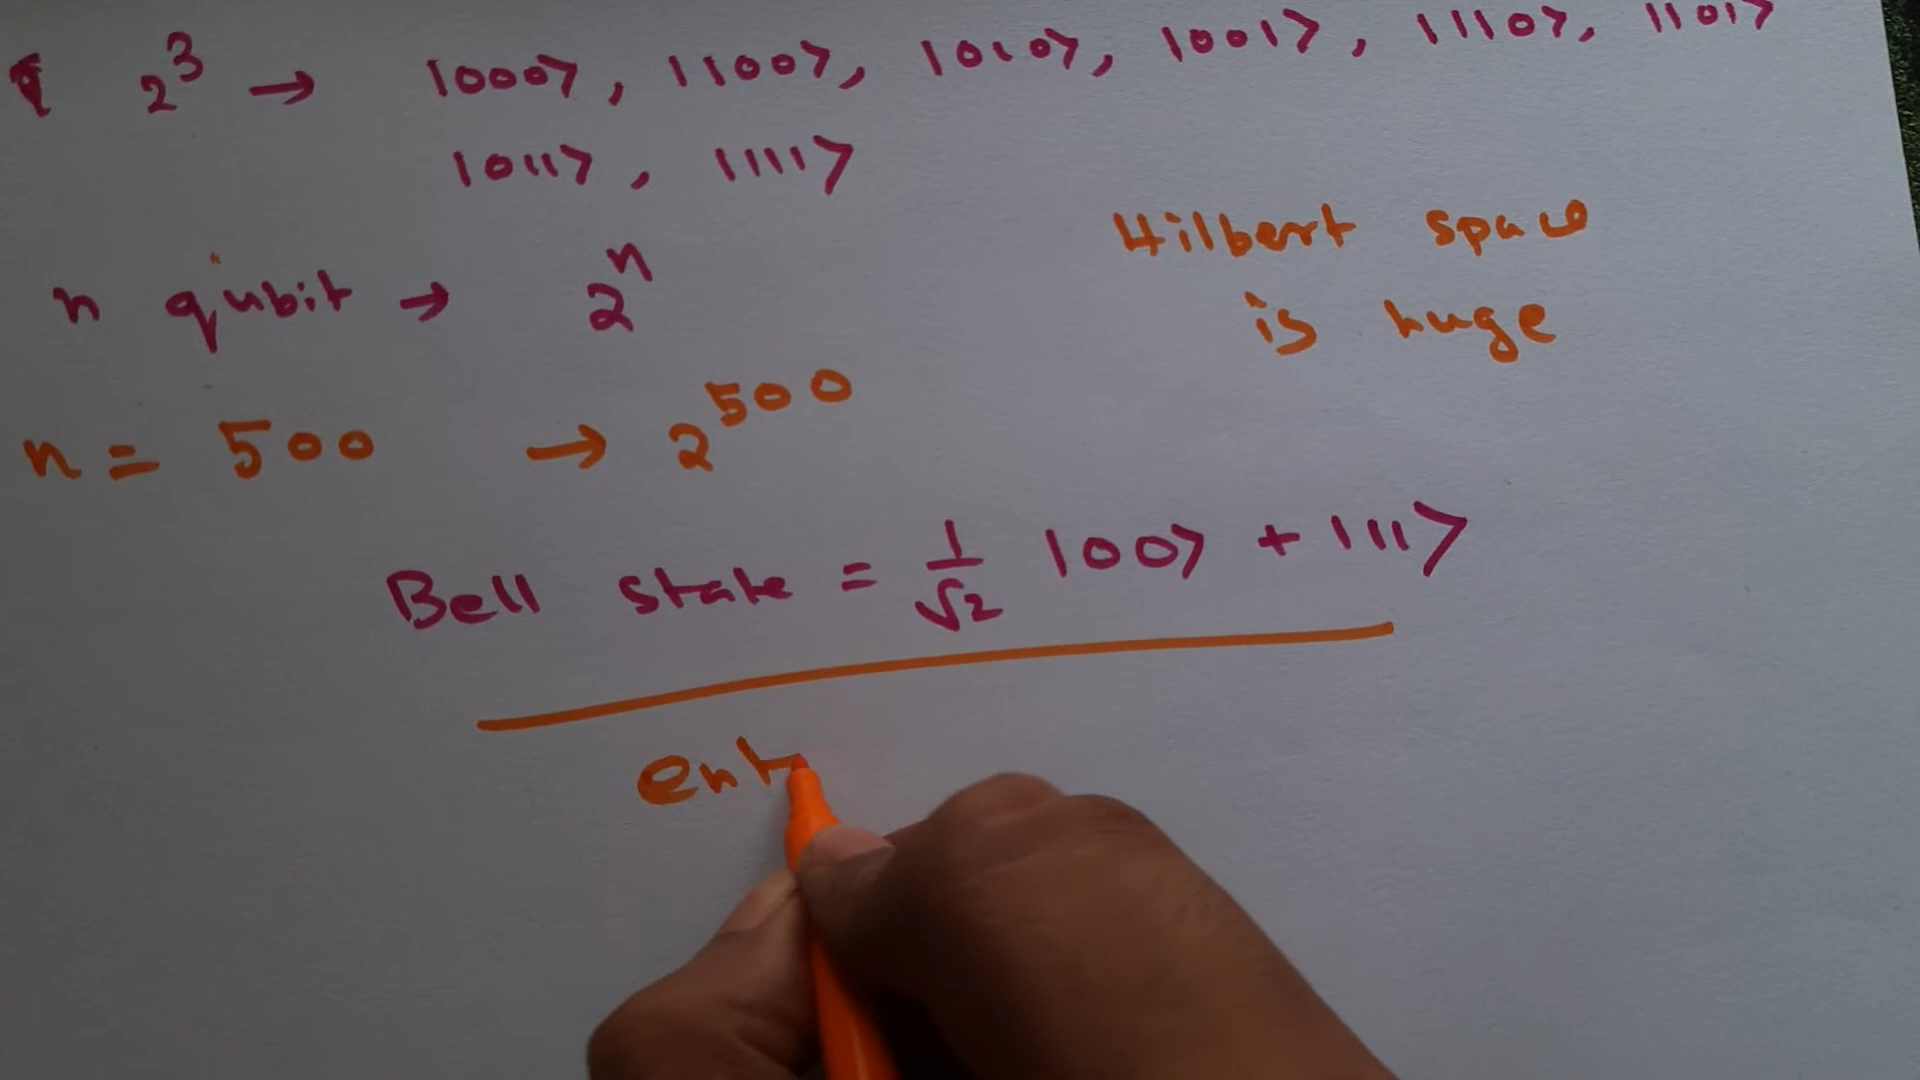 2³ → |000>, |100>, |010>, |001>, |110>, |101>
|011>, |111>
n qubit → 2ⁿ
Hilbert space
is huge
n = 500 → 2⁵⁰⁰
Bell state = 1/√2 |00> + |11>
ent